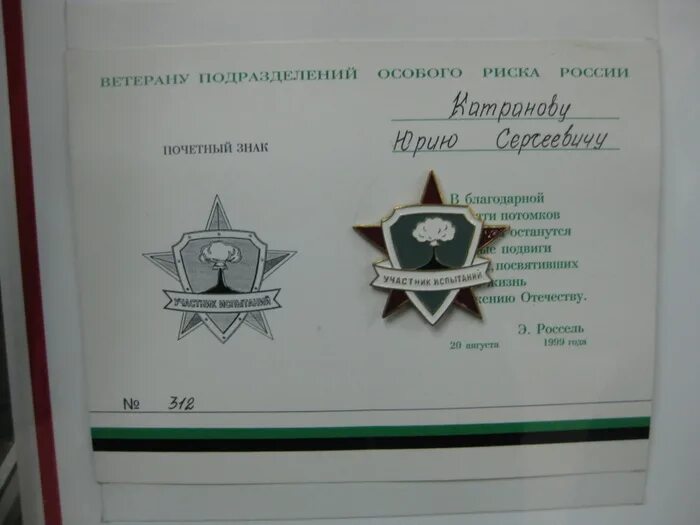 ВЕТЕРАНУ ПОДРАЗДЕЛЕНИЙ ОСОБОГО РИСКА РОССИИ
Катранову
Юрию Сергеевичу
ПОЧЕТНЫЙ ЗНАК
УЧАСТНИК ИСПЫТАНИЙ
УЧАСТНИК ИСПЫТАНИЙ
В благодарной
потомков
останутся
подвиги
посвятивших
жизнь
Отечеству.
Э. Россель
20 августа 1999 года
№ 312